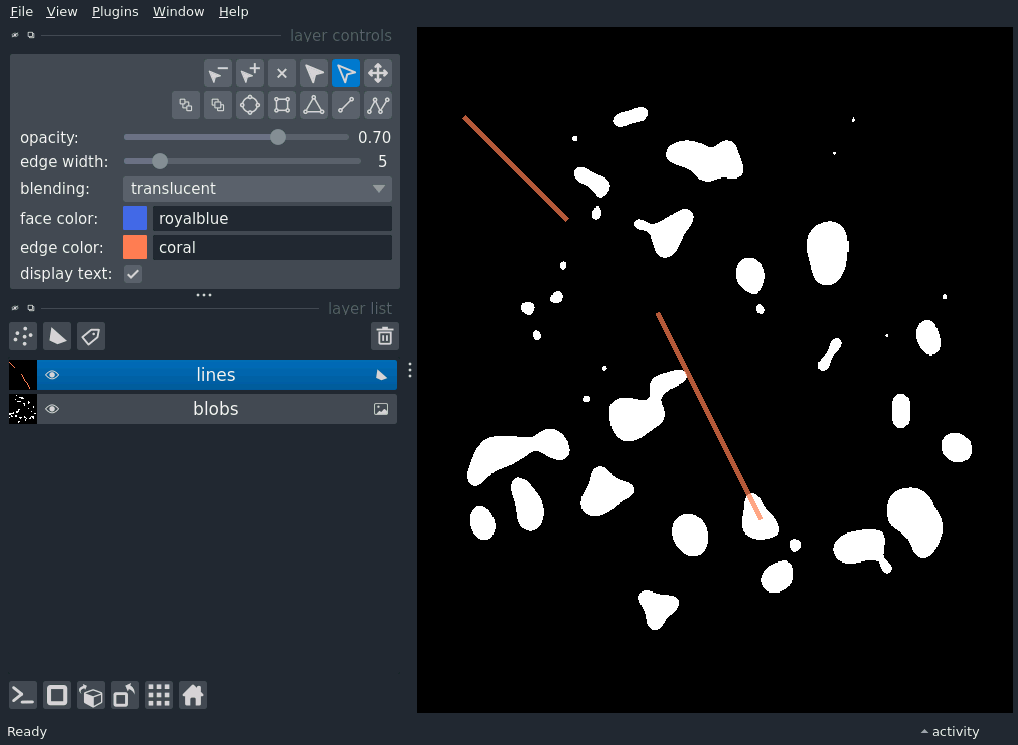 File View Plugins Window Help
layer controls
opacity: 0.70
edge width: 5
blending: translucent
face color: royalblue
edge color: coral
display text:
layer list
lines
blobs
Ready activity